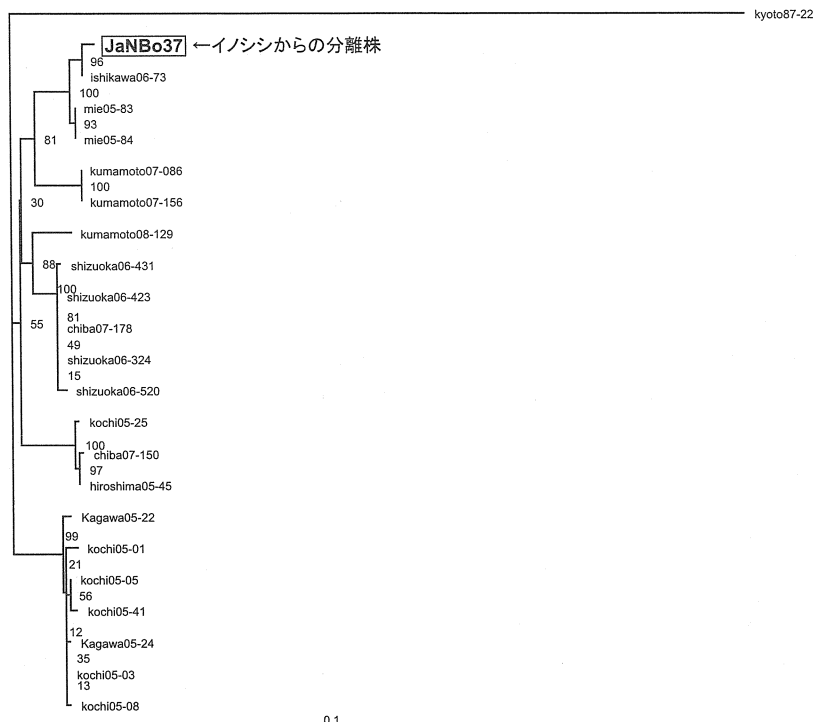 kyoto87-22
JaNBo37 ←イノシシからの分離株
96
ishikawa06-73
100
mie05-83
93
81
mie05-84
kumamoto07-086
100
30
kumamoto07-156
kumamoto08-129
88
shizuoka06-431
100
shizuoka06-423
81
55
chiba07-178
49
shizuoka06-324
15
shizuoka06-520
kochi05-25
100
chiba07-150
97
hiroshima05-45
Kagawa05-22
99
kochi05-01
21
kochi05-05
56
kochi05-41
12
Kagawa05-24
35
kochi05-03
13
kochi05-08
0.1